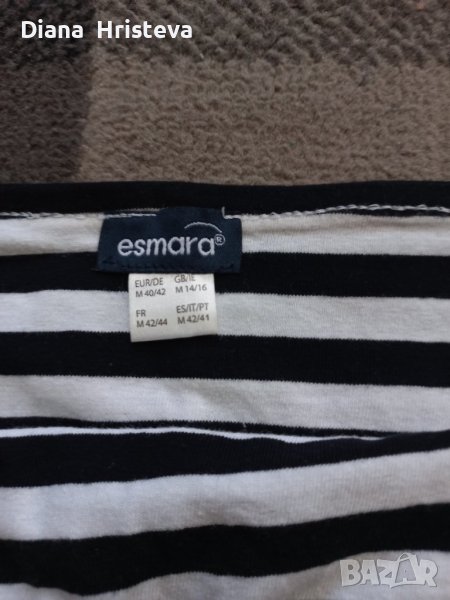 Diana Hristeva
esmara®
EUR/DE GB/IE
M 40/42 M 14/16
FR ES/IT/PT
M 42/44 M 42/41
BAZAR